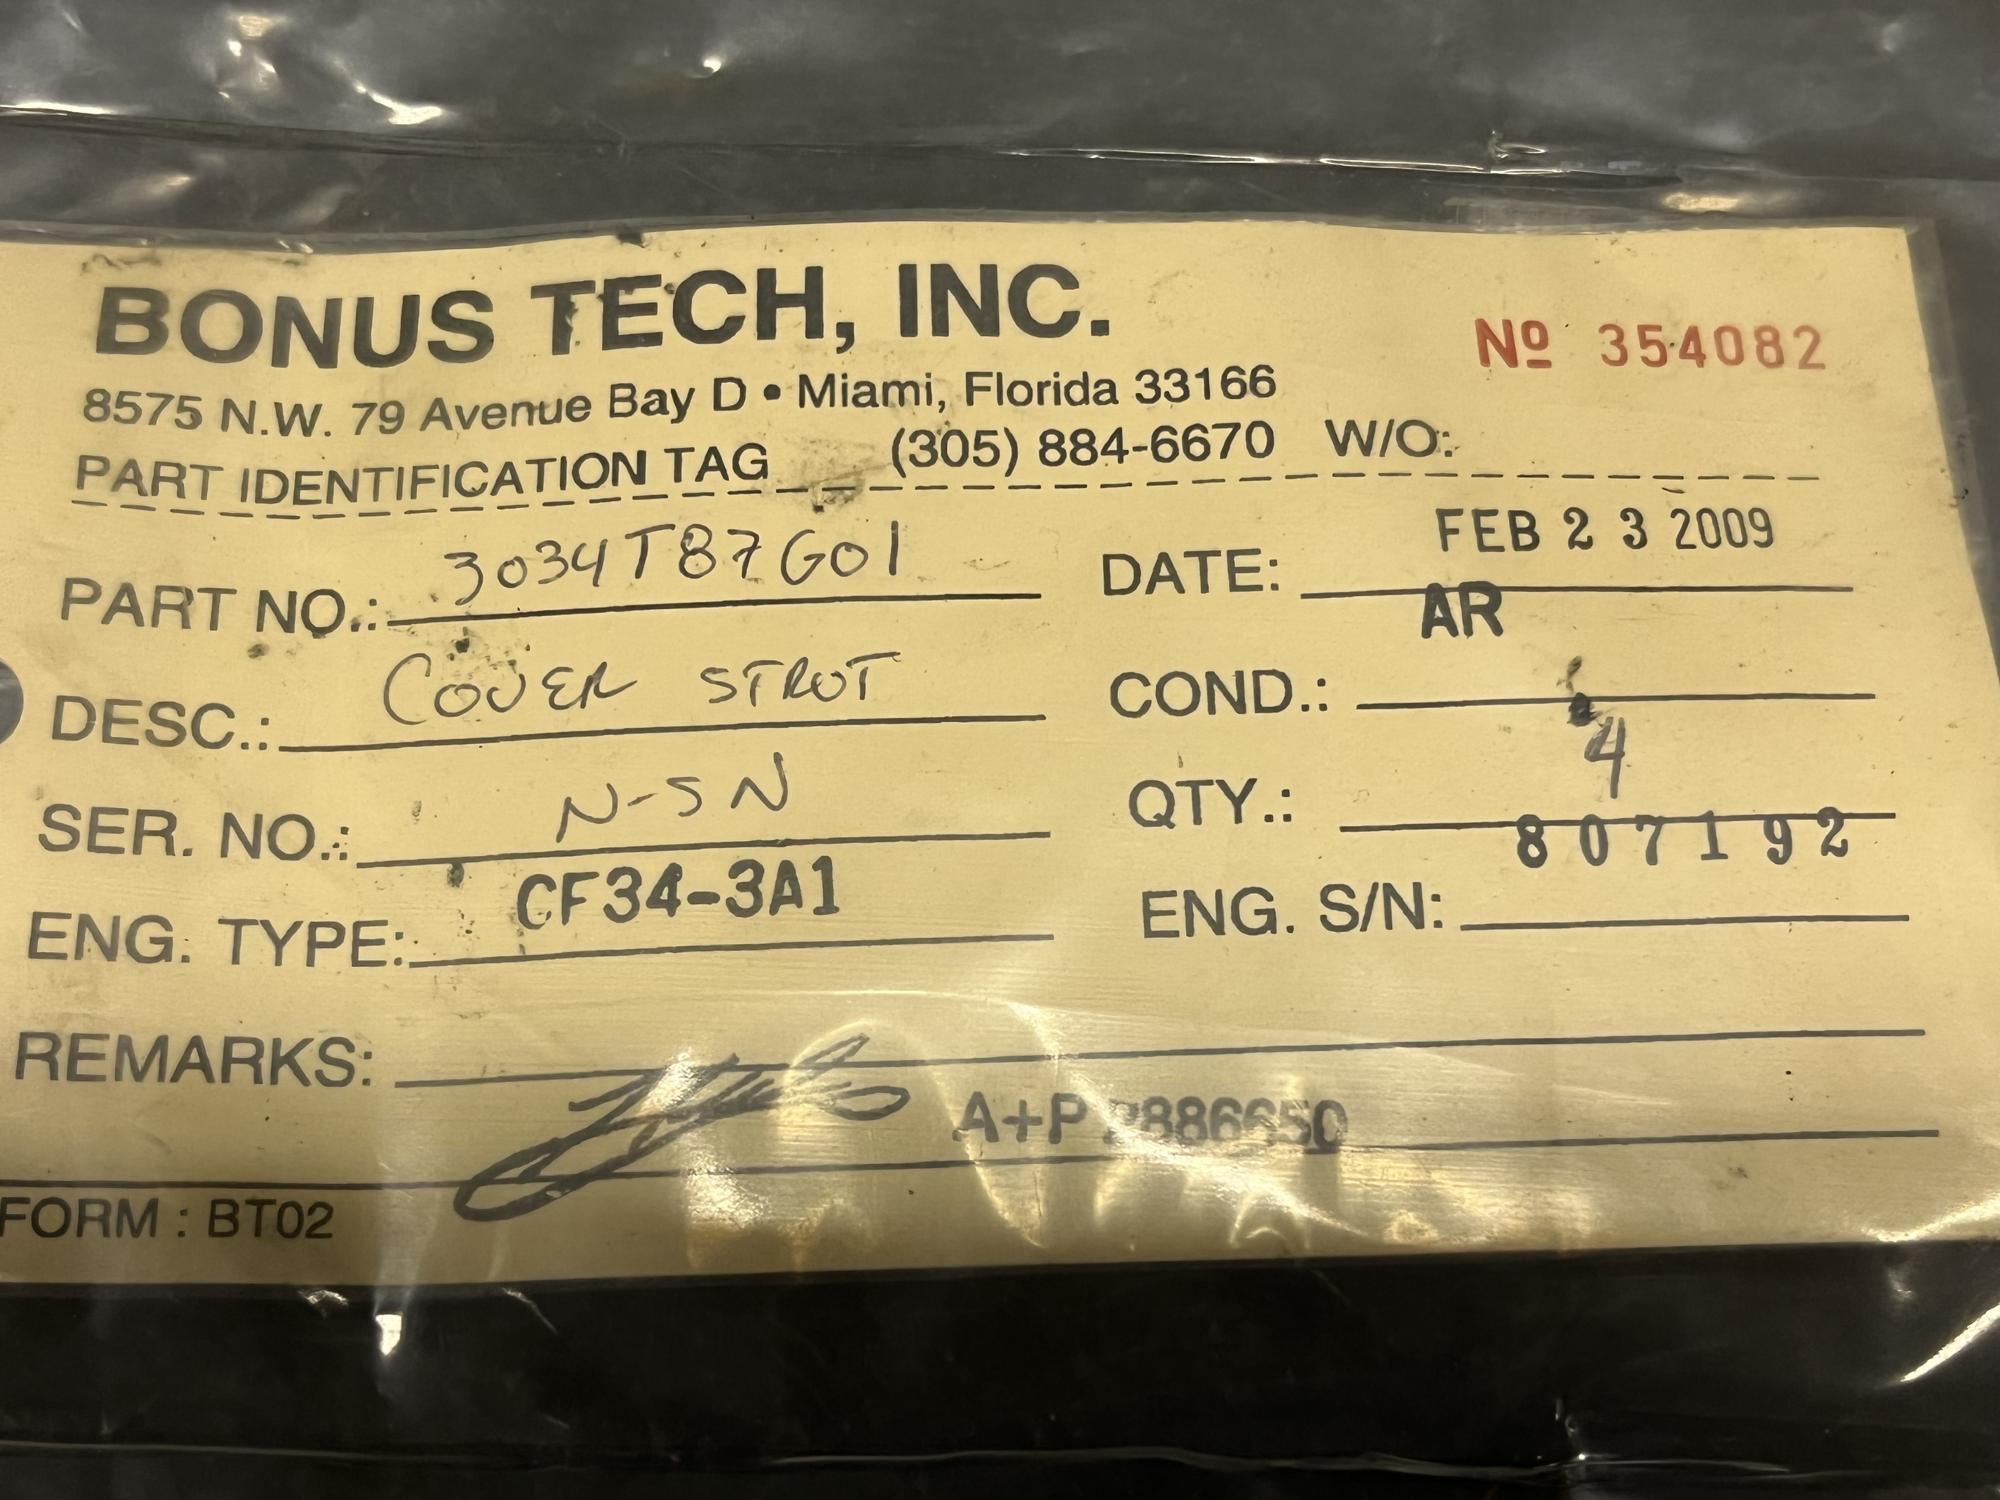 BONUS TECH, INC.
Nº 354082
8575 N.W. 79 Avenue Bay D • Miami, Florida 33166
PART IDENTIFICATION TAG (305) 884-6670 W/O:
PART NO.: 3034T87G01 DATE: FEB 23 2009
DESC.: COVER STRUT COND.: AR
SER. NO.: N-SN QTY.: 4
ENG. TYPE: CF34-3A1 ENG. S/N: 807192
REMARKS:
A+P
FORM : BT02